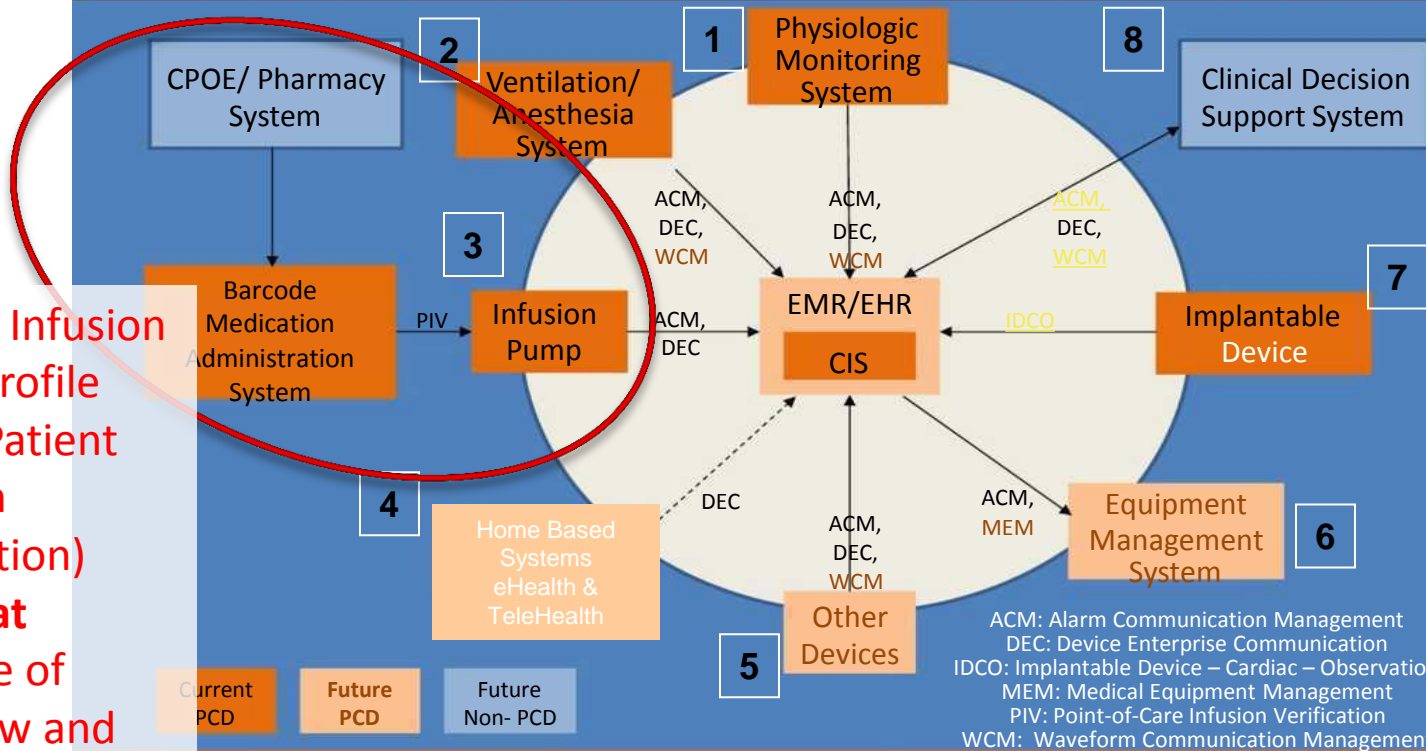 2
1
Physiologic
Monitoring
System
8
CPOE/ Pharmacy
System
Ventilation/
Anesthesia
System
Clinical Decision
Support System
ACM,
DEC,
WCM
ACM,
DEC,
WCM
ACM,
DEC,
WCM
3
7
Barcode
Medication
Administration
System
PIV
Infusion
Pump
ACM,
DEC
EMR/EHR
CIS
IDCO
Implantable
Device
Infusion
rofile
Patient
tion)
at
e of
w and
4
DEC
Home Based
Systems
eHealth &
TeleHealth
ACM,
DEC,
WCM
ACM,
MEM
Equipment
Management
System
6
5
Other
Devices
Current
PCD
Future
PCD
Future
Non- PCD
ACM: Alarm Communication Management
DEC: Device Enterprise Communication
IDCO: Implantable Device – Cardiac – Observatio
MEM: Medical Equipment Management
PIV: Point-of-Care Infusion Verification
WCM: Waveform Communication Managemen